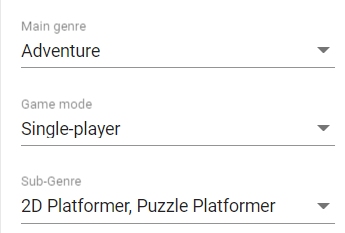 Main genre
Adventure
Game mode
Single-player
Sub-Genre
2D Platformer, Puzzle Platformer